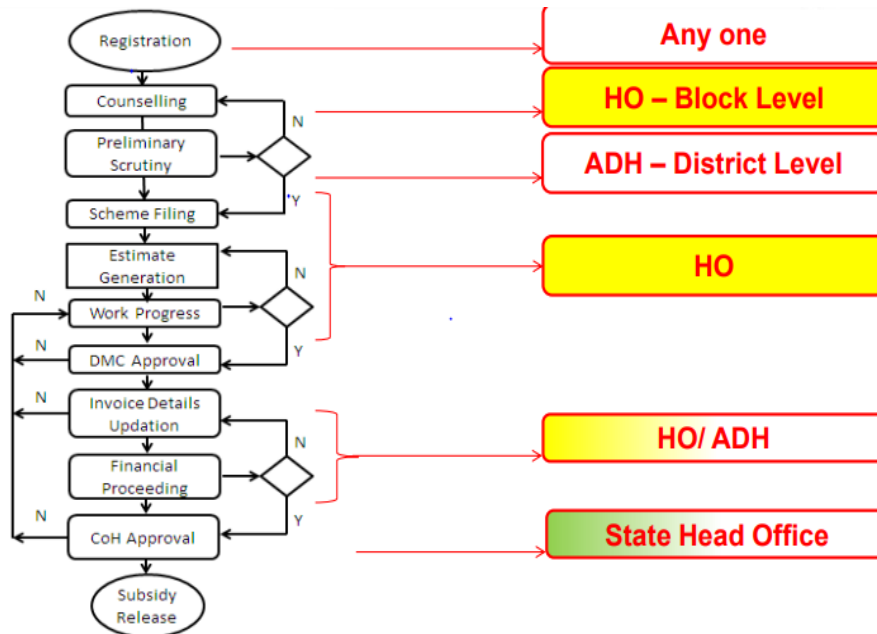 Registration
Any one
Counselling
HO – Block Level
N
Preliminary
Scrutiny
ADH – District Level
Y
Scheme Filing
Estimate
Generation
N
HO
N
Work Progress
N
Y
DMC Approval
Invoice Details
Updation
N
N
HO/ ADH
Financial
Proceeding
N
Y
CoH Approval
State Head Office
Subsidy
Release